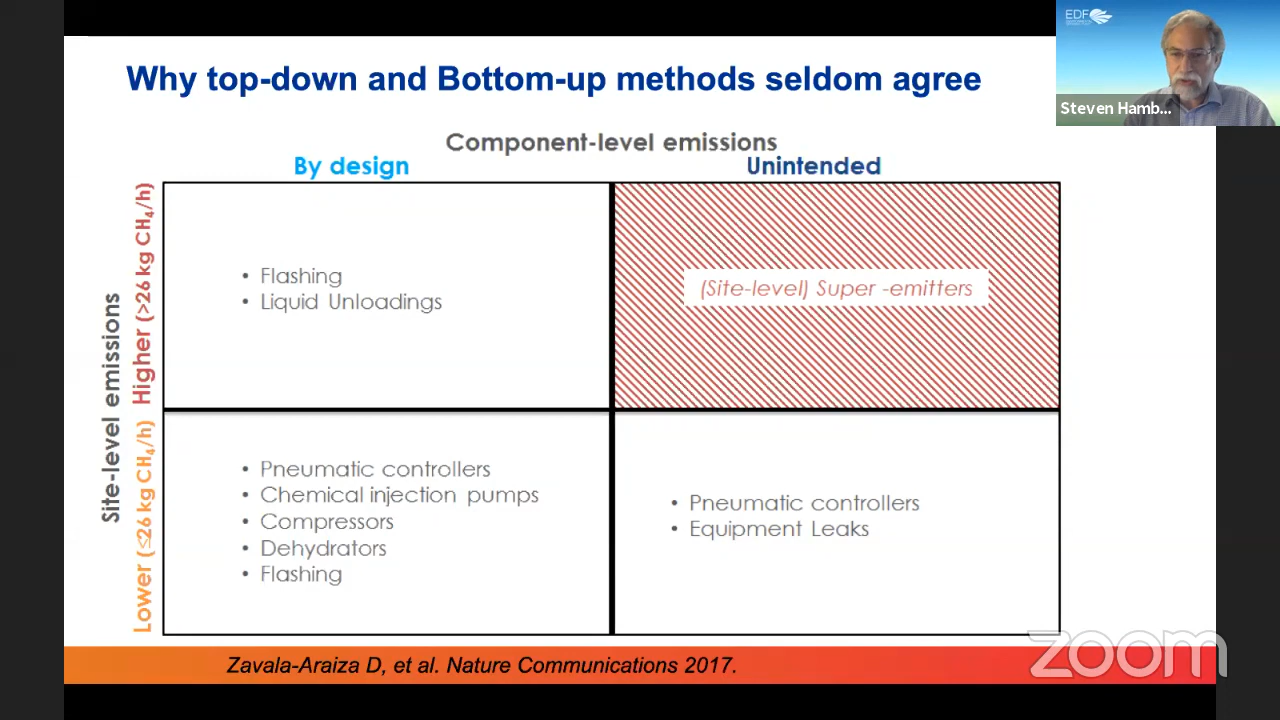 EDF
Steven Hamb...
Why top-down and Bottom-up methods seldom agree
Component-level emissions
By design
Unintended
Site-level emissions
Higher (>26 kg CH₄/h)
Lower (≤26 kg CH₄/h)
• Flashing
• Liquid Unloadings
(Site-level) Super -emitters
• Pneumatic controllers
• Chemical injection pumps
• Compressors
• Dehydrators
• Flashing
• Pneumatic controllers
• Equipment Leaks
Zavala-Araiza D, et al. Nature Communications 2017.
zoom